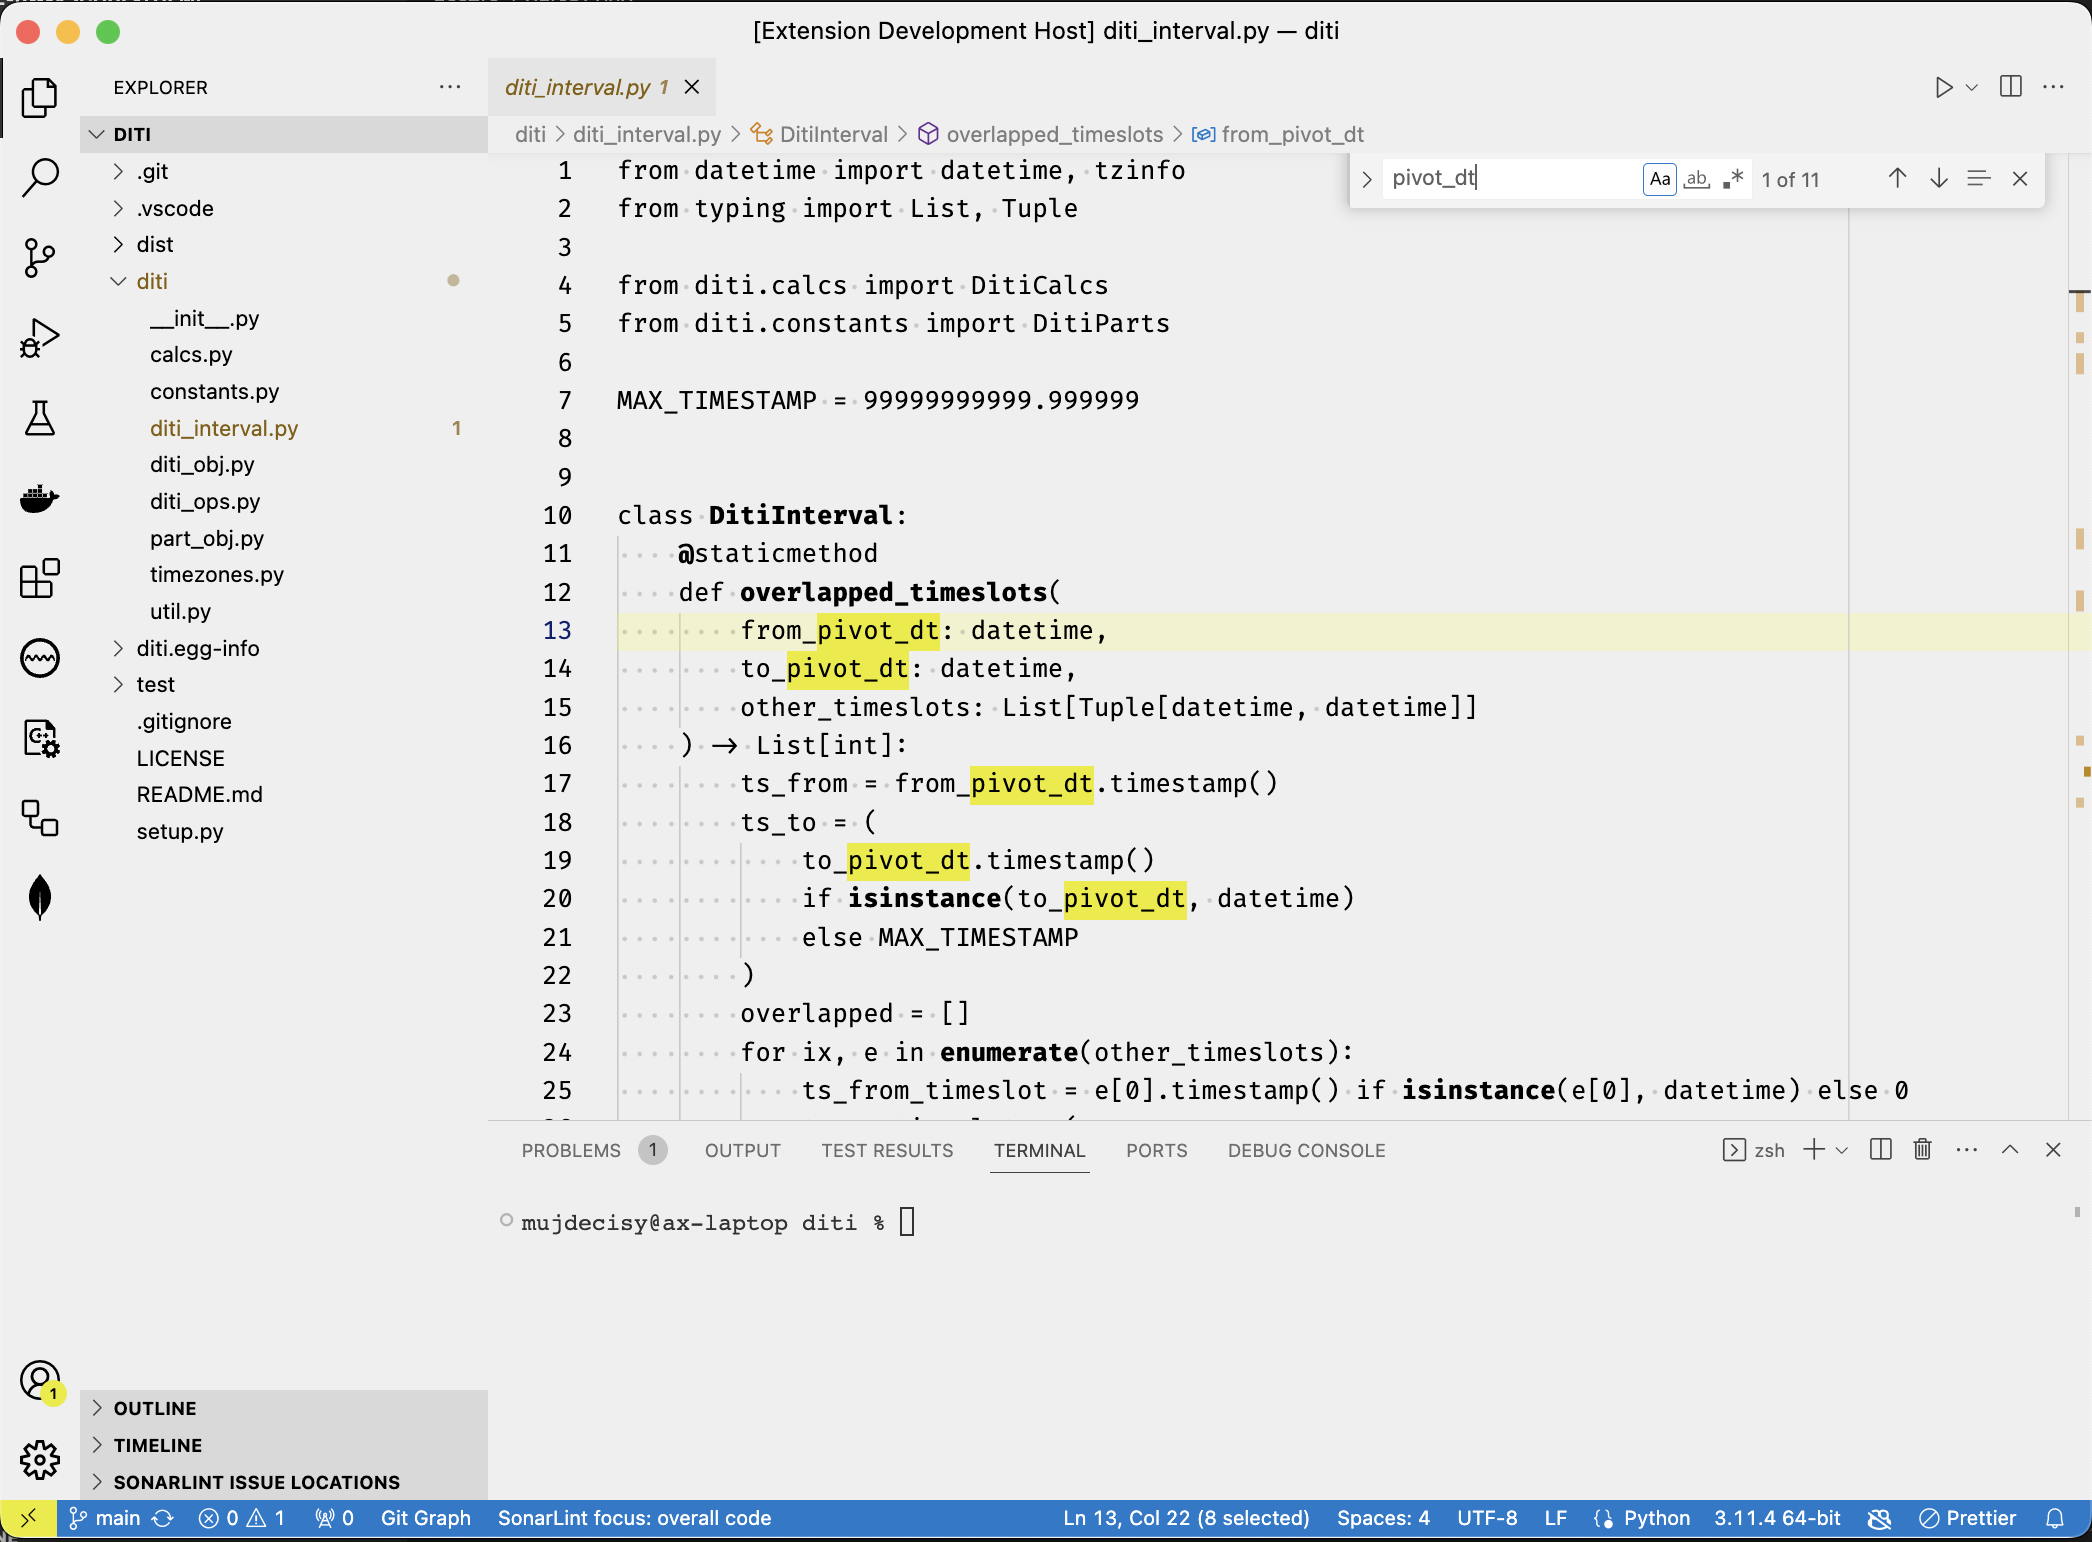 [Extension Development Host] diti_interval.py — diti
EXPLORER
DITI
.git
.vscode
dist
diti
__init__.py
calcs.py
constants.py
diti_interval.py 1
diti_obj.py
diti_ops.py
part_obj.py
timezones.py
util.py
diti.egg-info
test
.gitignore
LICENSE
README.md
setup.py
OUTLINE
TIMELINE
SONARLINT ISSUE LOCATIONS
1
diti_interval.py 1
diti > diti_interval.py > DitiInterval > overlapped_timeslots > from_pivot_dt
pivot_dt Aa ab .* 1 of 11
1 from datetime import datetime, tzinfo
2 from typing import List, Tuple
3
4 from diti.calcs import DitiCalcs
5 from diti.constants import DitiParts
6
7 MAX_TIMESTAMP = 99999999999.999999
8
9
10 class DitiInterval:
11 @staticmethod
12 def overlapped_timeslots(
13 from_pivot_dt: datetime,
14 to_pivot_dt: datetime,
15 other_timeslots: List[Tuple[datetime, datetime]]
16 ) → List[int]:
17 ts_from = from_pivot_dt.timestamp()
18 ts_to = (
19 to_pivot_dt.timestamp()
20 if isinstance(to_pivot_dt, datetime)
21 else MAX_TIMESTAMP
22 )
23 overlapped = []
24 for ix, e in enumerate(other_timeslots):
25 ts_from_timeslot = e[0].timestamp() if isinstance(e[0], datetime) else 0
PROBLEMS 1 OUTPUT TEST RESULTS TERMINAL PORTS DEBUG CONSOLE zsh
mujdecisy@ax-laptop diti %
main 0 1 0 Git Graph SonarLint focus: overall code Ln 13, Col 22 (8 selected) Spaces: 4 UTF-8 LF Python 3.11.4 64-bit Prettier